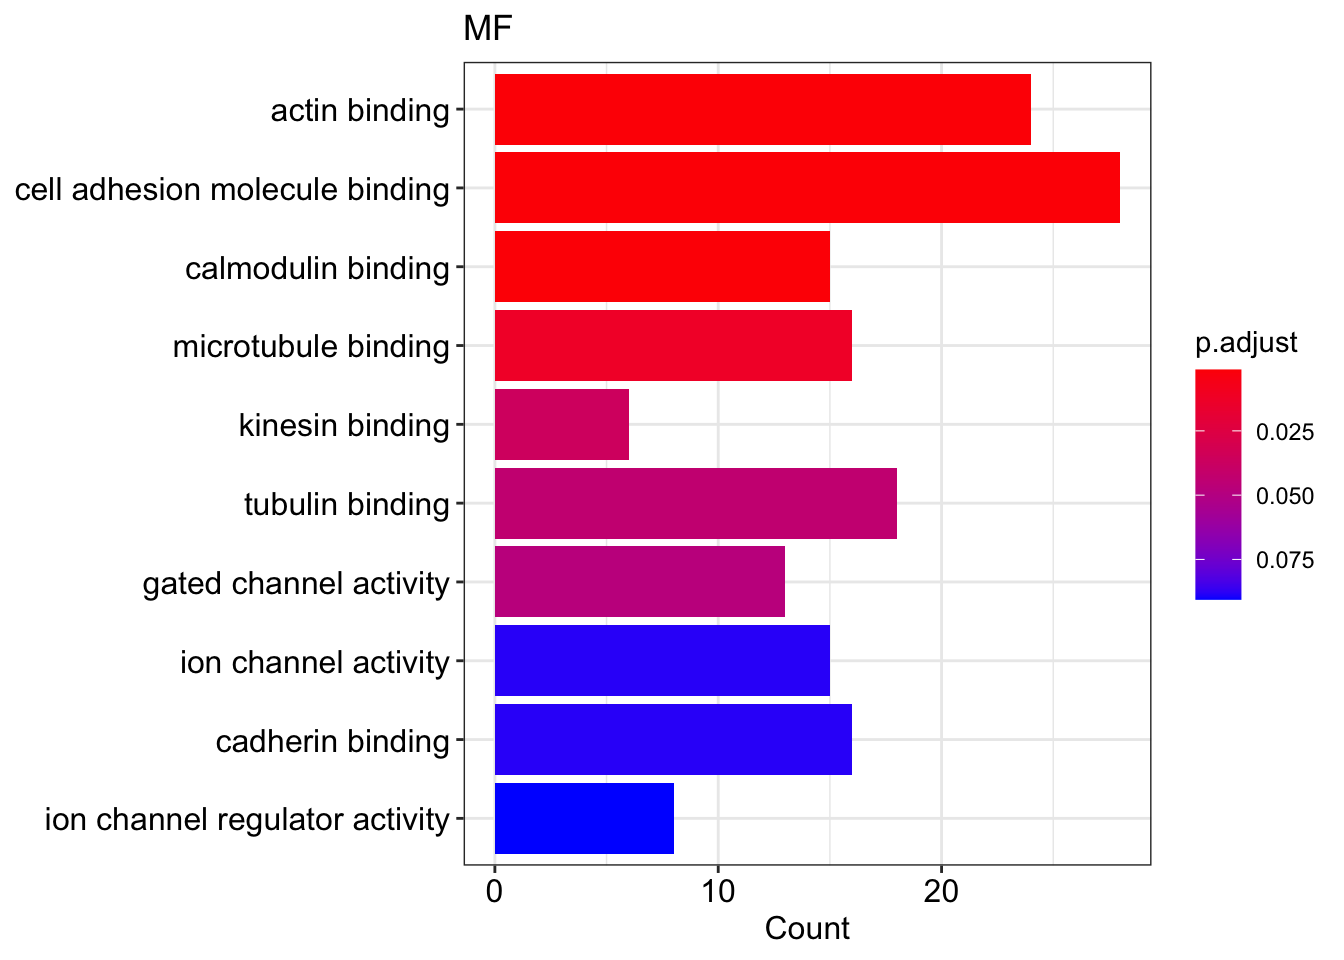 MF
actin binding
cell adhesion molecule binding
calmodulin binding
microtubule binding
kinesin binding
tubulin binding
gated channel activity
ion channel activity
cadherin binding
ion channel regulator activity
0 10 20
Count
p.adjust
0.025
0.050
0.075